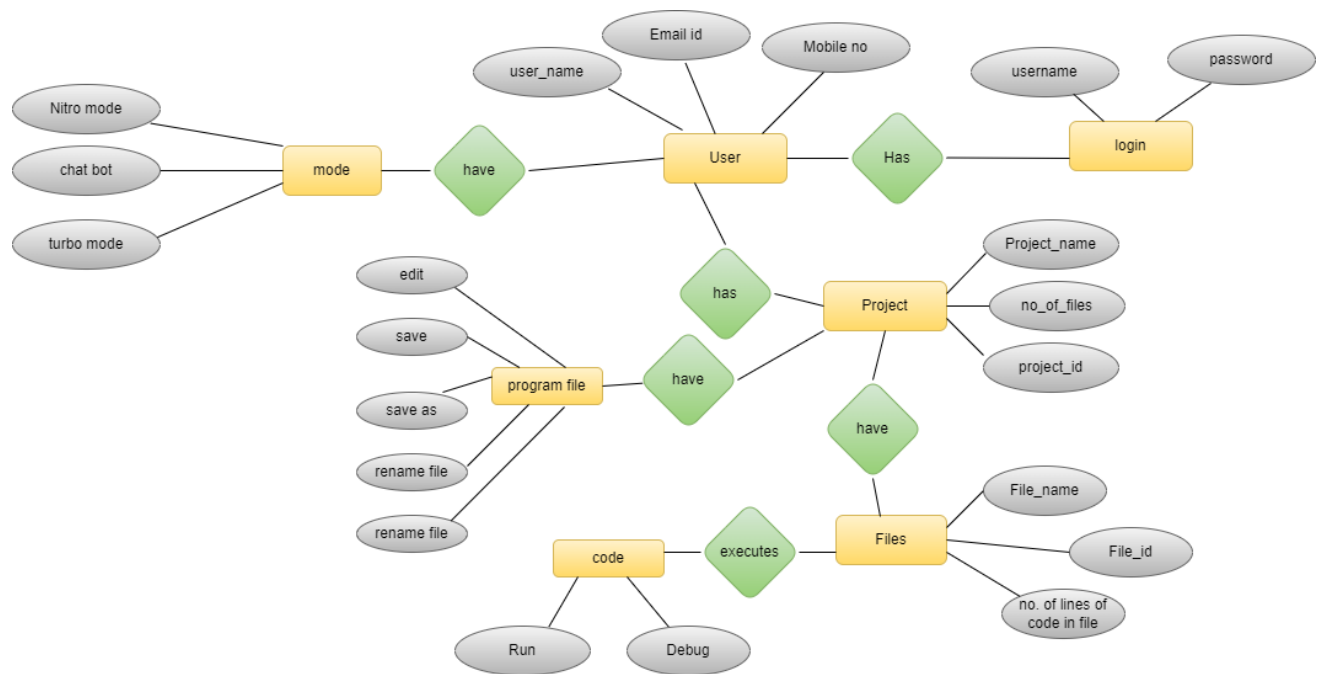 Email id
Mobile no
user_name
password
username
Nitro mode
User
Has
login
mode
have
chat bot
turbo mode
Project_name
edit
has
Project
no_of_files
save
project_id
program file
have
save as
have
rename file
File_name
rename file
executes
Files
code
File_id
no. of lines of
code in file
Run
Debug